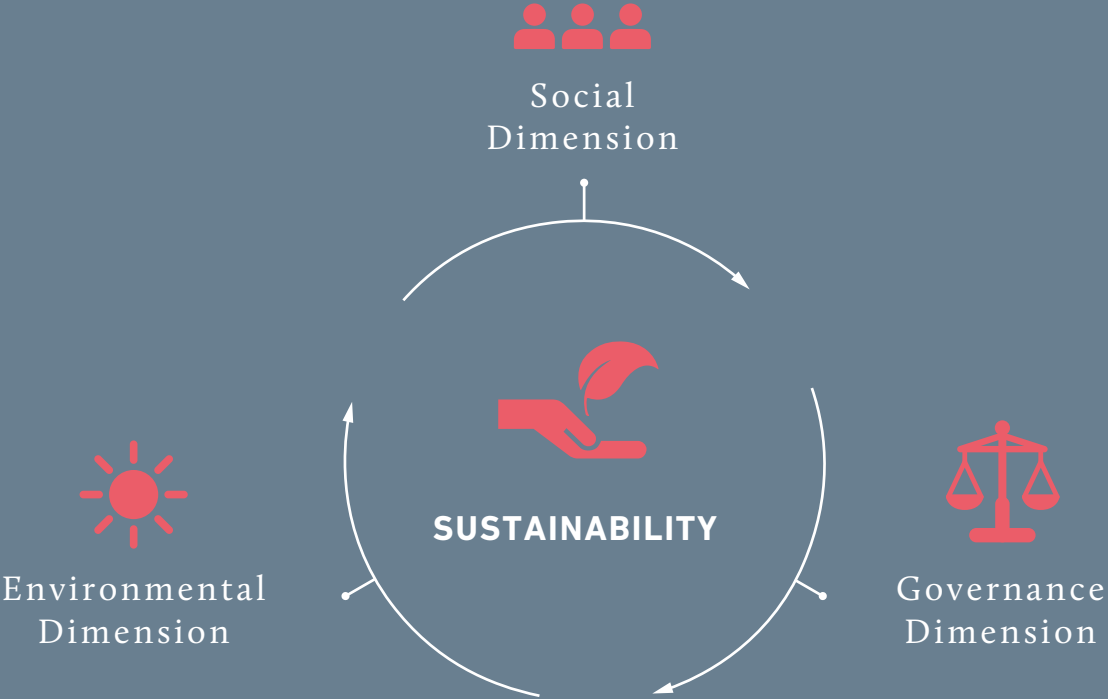 Social
Dimension
SUSTAINABILITY
Environmental
Dimension
Governance
Dimension